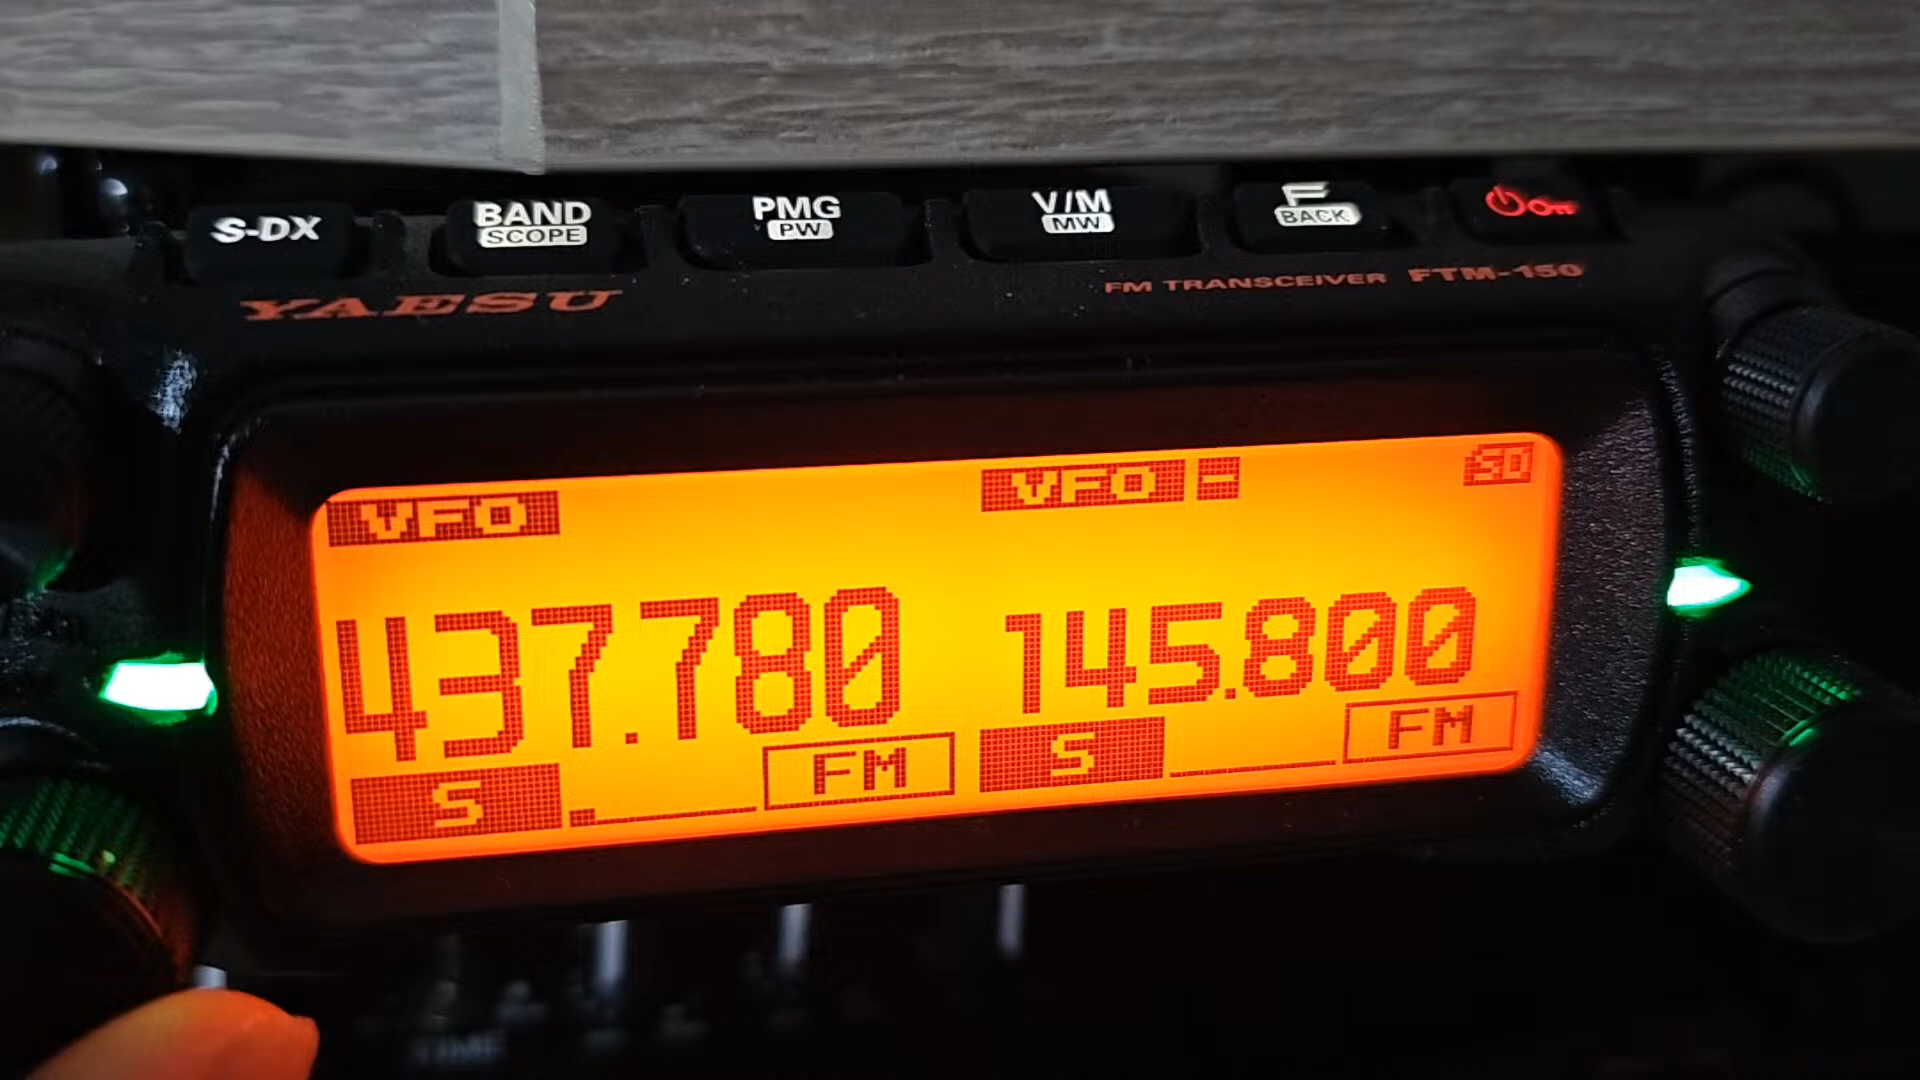 S-DX BAND PMG V/M F
SCOPE PW MW BACK
YAESU FM TRANSCEIVER FTM-150
VFO VFO - SD
437.780 145.800
S FM S FM
TIME